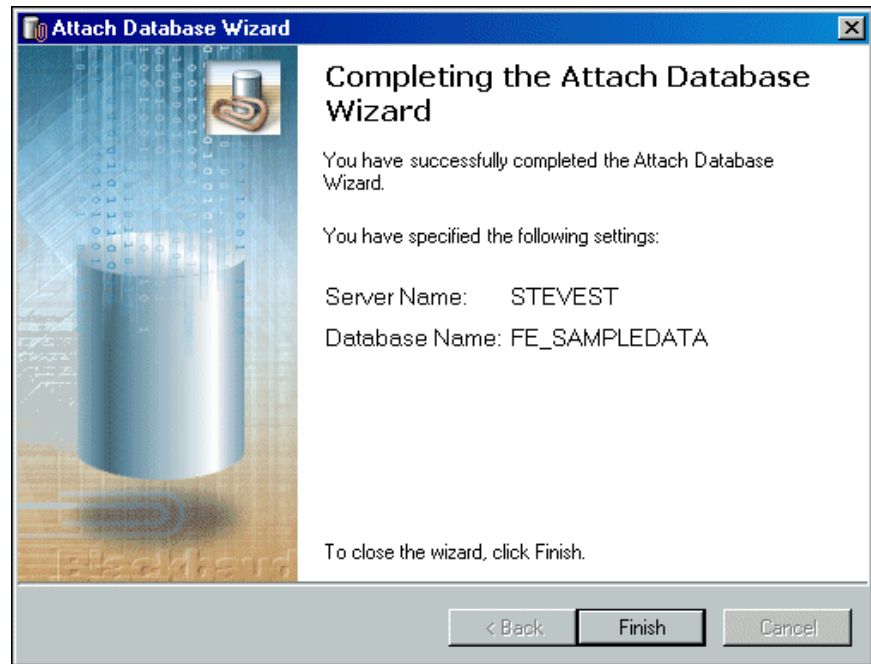 Attach Database Wizard
Completing the Attach Database
Wizard
You have successfully completed the Attach Database
Wizard.
You have specified the following settings:
Server Name: STEVEST
Database Name: FE_SAMPLEDATA
To close the wizard, click Finish.
Blackbaud
< Back Finish Cancel